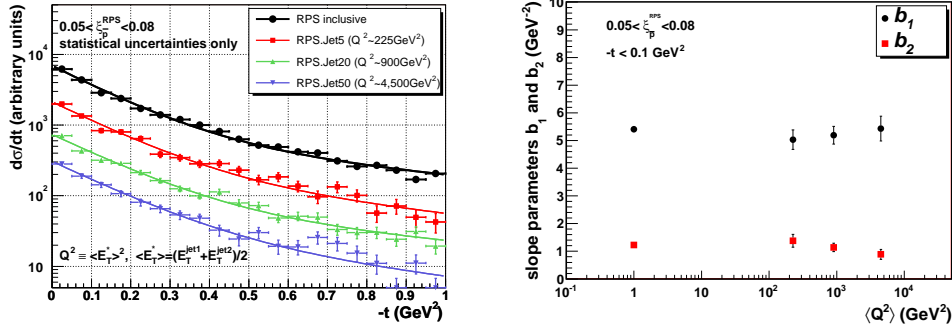 dσ/dt (arbitrary units)
10⁴
10³
10²
10
0.05< ξ_p̄^RPS <0.08
statistical uncertainties only
RPS inclusive
RPS.Jet5 (Q²~225GeV²)
RPS.Jet20 (Q²~900GeV²)
RPS.Jet50 (Q²~4,500GeV²)
Q² ≡ <E_T^*>², <E_T^*>=(E_T^jet1+E_T^jet2)/2
0 0.1 0.2 0.3 0.4 0.5 0.6 0.7 0.8 0.9 1
-t (GeV²)
slope parameters b₁ and b₂ (GeV⁻²)
10
9
8
7
6
5
4
3
2
1
0
0.05< ξ_p̄^RPS <0.08
-t < 0.1 GeV²
b₁
b₂
10⁻¹ 1 10 10² 10³ 10⁴
⟨Q²⟩ (GeV²)